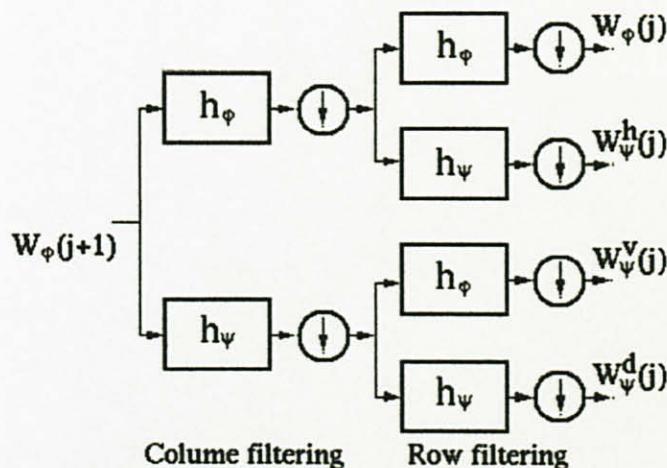 h_φ
W_φ(j)
h_φ
h_ψ
W_ψ^h(j)
W_φ(j+1)
h_φ
W_ψ^v(j)
h_ψ
h_ψ
W_ψ^d(j)
Colume filtering
Row filtering